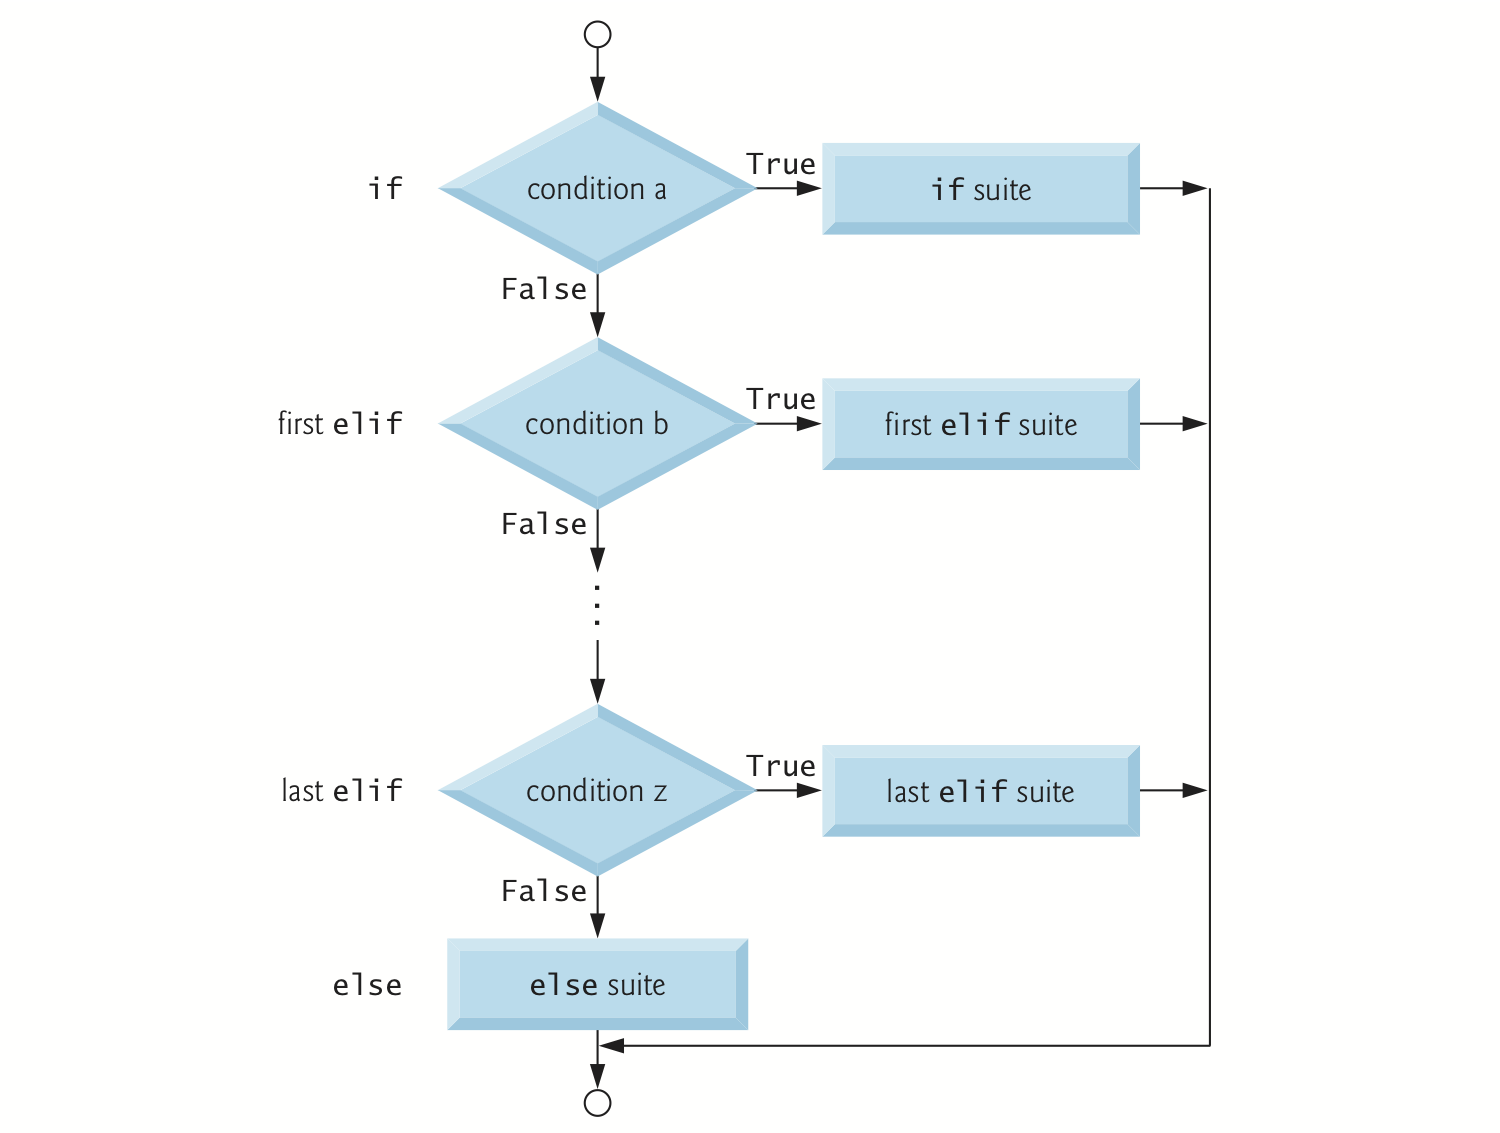 True
if condition a if suite
False
True
first elif condition b first elif suite
False
True
last elif condition z last elif suite
False
else else suite